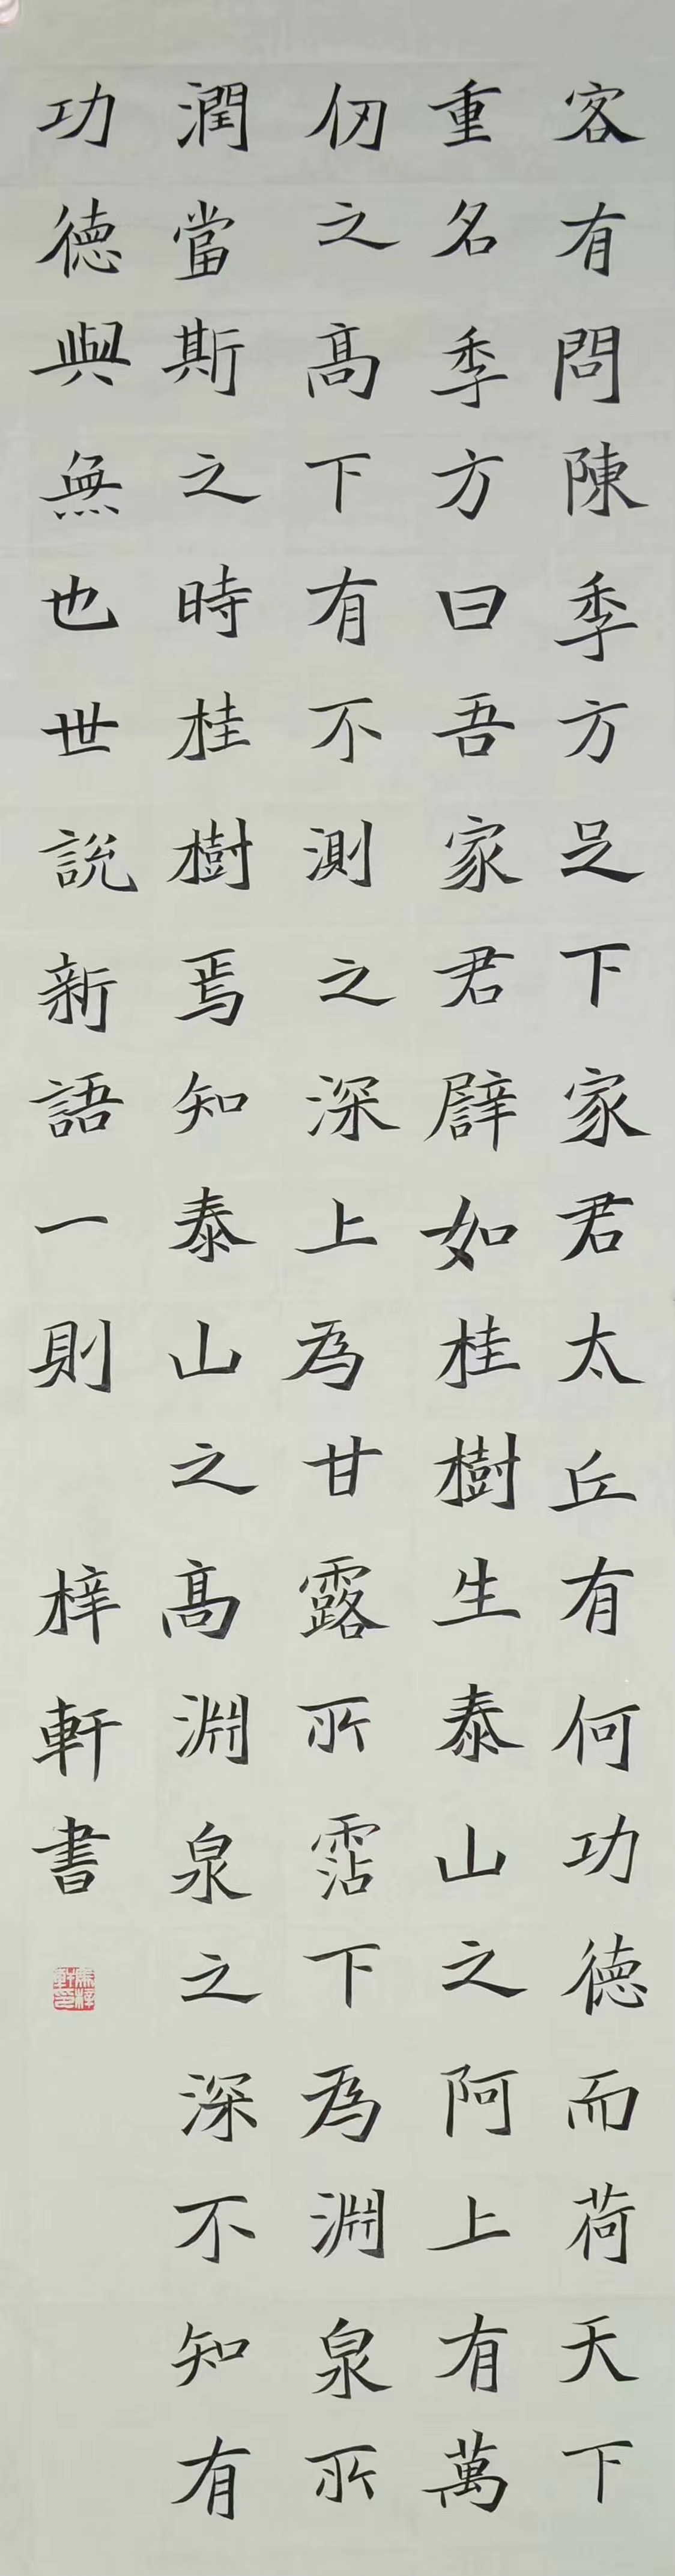 客有問陳季方足下家君太丘有何功德而荷天下
重名季方曰吾家君譬如桂樹生泰山之阿上有萬
仞之高下有不測之深上為甘露所霑下為淵泉所
潤當斯之時桂樹焉知泰山之高淵泉之深不知有
功德與無也世說新語一則 梓軒書